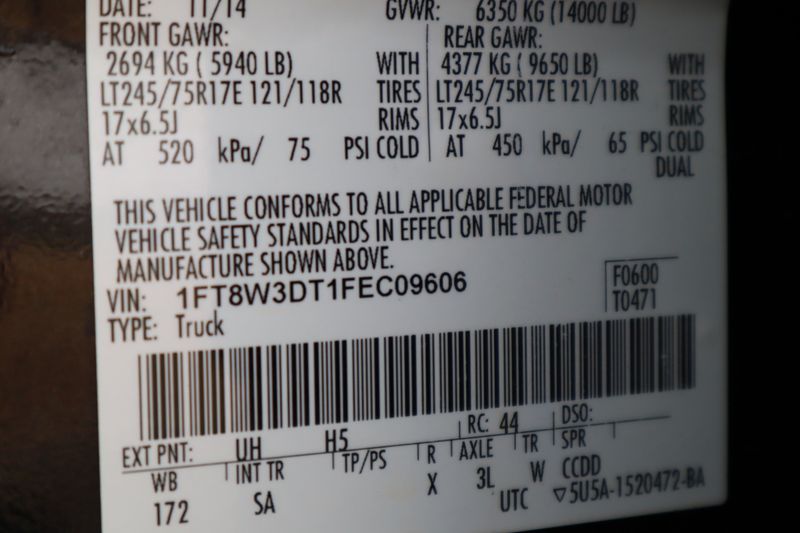 DATE: 11/14 GVWR: 6350 KG (14000 LB)
FRONT GAWR: REAR GAWR:
2694 KG ( 5940 LB) WITH 4377 KG ( 9650 LB) WITH
LT245/75R17E 121/118R TIRES LT245/75R17E 121/118R TIRES
17x6.5J RIMS 17x6.5J RIMS
AT 520 kPa/ 75 PSI COLD AT 450 kPa/ 65 PSI COLD
DUAL
THIS VEHICLE CONFORMS TO ALL APPLICABLE FEDERAL MOTOR
VEHICLE SAFETY STANDARDS IN EFFECT ON THE DATE OF
MANUFACTURE SHOWN ABOVE.
VIN: 1FT8W3DT1FEC09606 F0600
TYPE: Truck T0471
EXT PNT: UH H5 RC: 44 DSO:
WB INT TR TP/PS R AXLE TR SPR
172 SA X 3L W CCDD
UTC ▽5U5A-1520472-BA